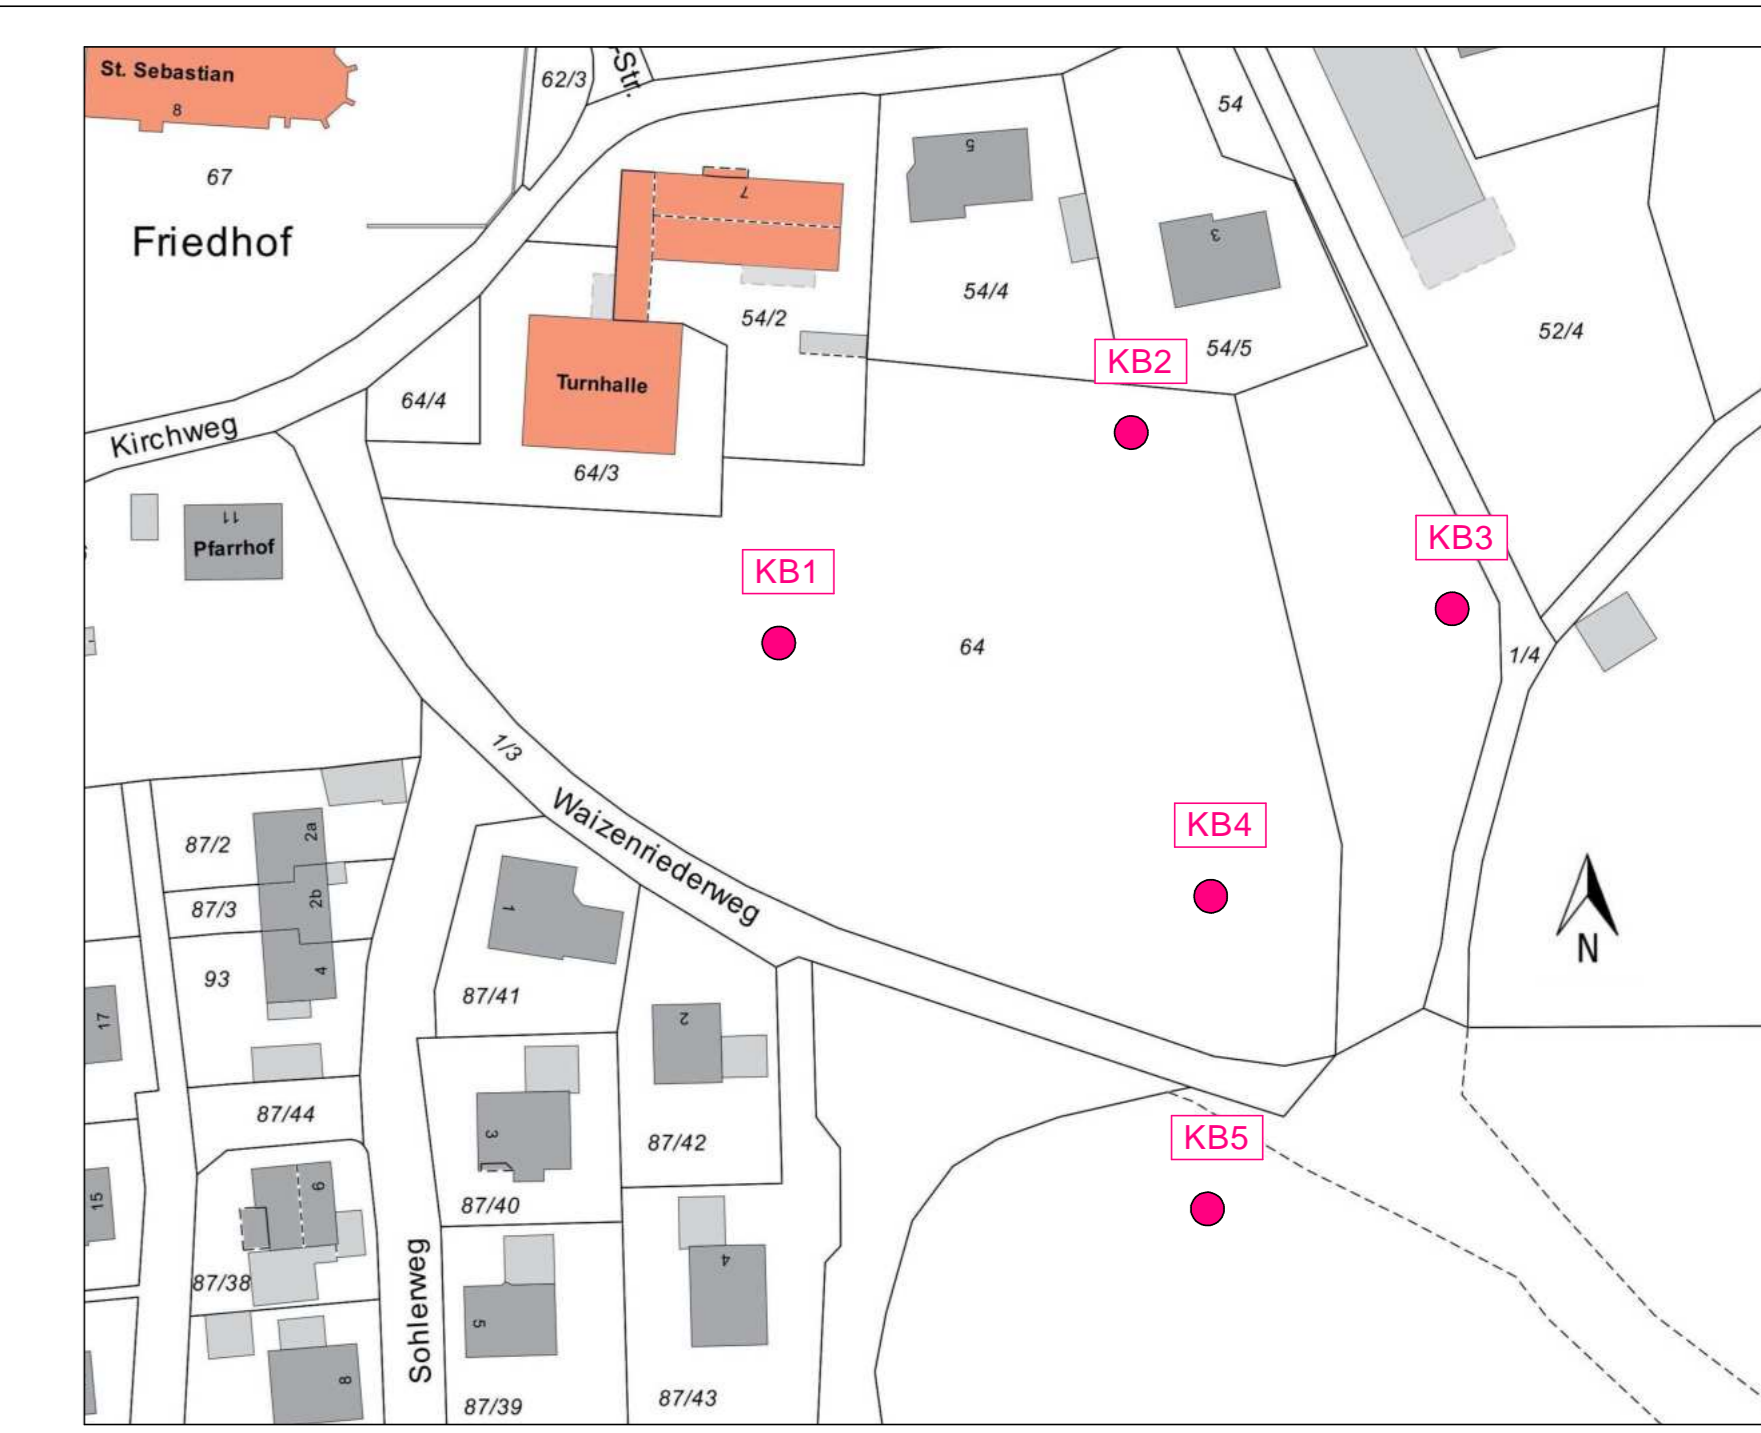 St. Sebastian
8
67
Friedhof
62/3
-Str.
54
7
5
3
54/2
54/4
54/5
52/4
Turnhalle
64/4
64/3
Kirchweg
11
Pfarrhof
KB2
KB3
KB1
64
1/4
1/3
Waizenriederweg
KB4
N
87/2
2a
87/3
2b
93
4
17
1
87/41
2
87/44
3
87/42
KB5
15
6
87/40
87/38
Sohlerweg
5
4
8
87/39
87/43